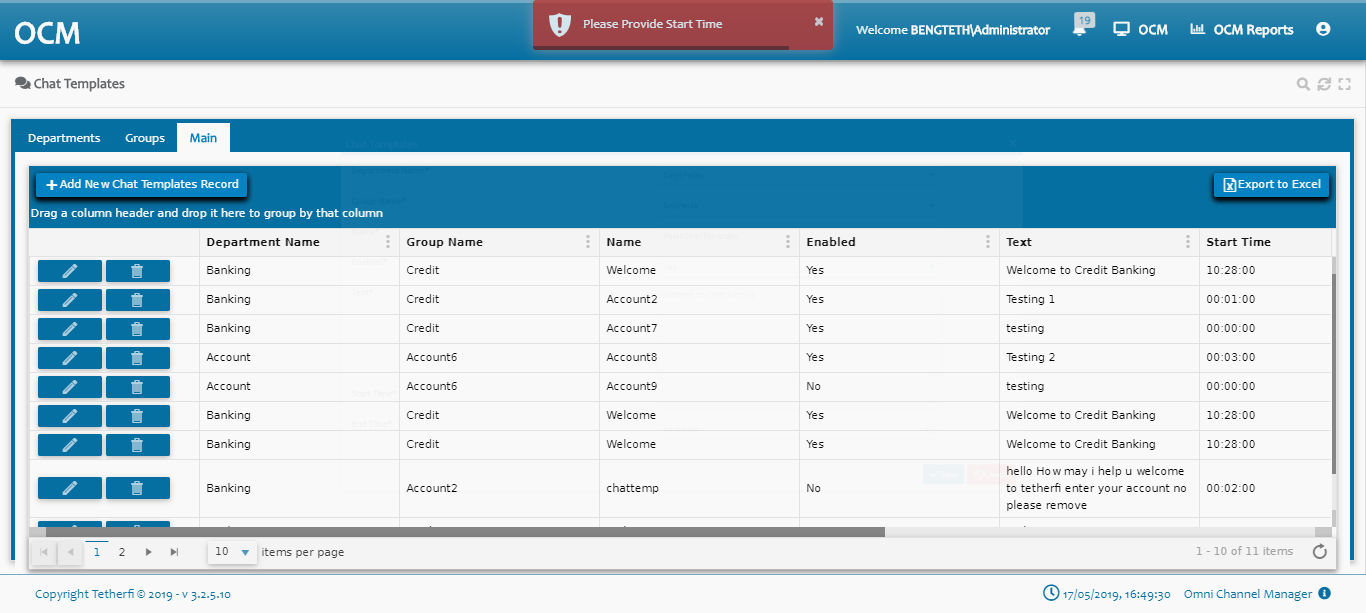 OCM
Please Provide Start Time
Welcome BENGTETH\Administrator
19
OCM
OCM Reports
Chat Templates
Departments
Groups
Main
Add New Chat Templates Record
Export to Excel
Drag a column header and drop it here to group by that column
Department Name Group Name Name Enabled Text Start Time
Banking Credit Welcome Yes Welcome to Credit Banking 10:28:00
Banking Credit Account2 Yes Testing 1 00:01:00
Banking Credit Account7 Yes testing 00:00:00
Account Account6 Account8 Yes Testing 2 00:03:00
Account Account6 Account9 No testing 00:00:00
Banking Credit Welcome Yes Welcome to Credit Banking 10:28:00
Banking Credit Welcome Yes Welcome to Credit Banking 10:28:00
Banking Account2 chattemp No hello How may i help u welcome
to tetherfi enter your account no
please remove
00:02:00
1 2 10 items per page
1 - 10 of 11 items
Copyright Tetherfi © 2019 - v 3.2.5.10
17/05/2019, 16:49:30
Omni Channel Manager